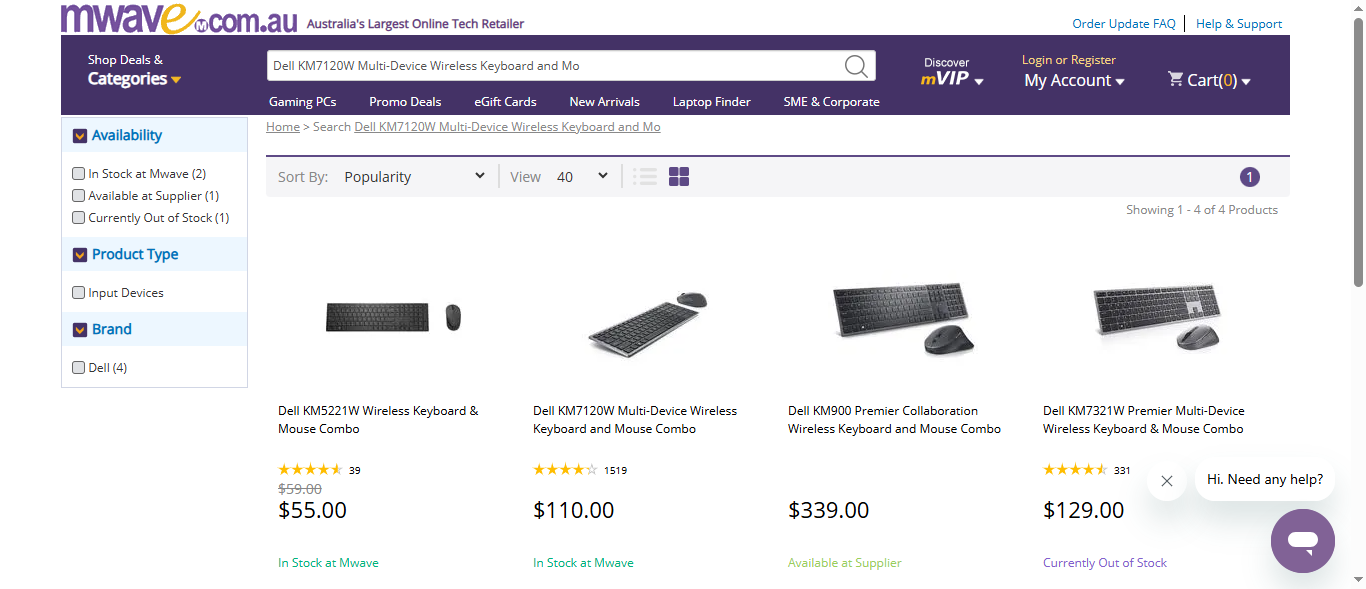 mwave.com.au Australia's Largest Online Tech Retailer
Order Update FAQ Help & Support
Shop Deals &
Categories
Dell KM7120W Multi-Device Wireless Keyboard and Mo
Discover
mVIP
Login or Register
My Account
Cart(0)
Gaming PCs Promo Deals eGift Cards New Arrivals Laptop Finder SME & Corporate
Availability
In Stock at Mwave (2)
Available at Supplier (1)
Currently Out of Stock (1)
Product Type
Input Devices
Brand
Dell (4)
Home > Search Dell KM7120W Multi-Device Wireless Keyboard and Mo
Sort By: Popularity View 40 1
Showing 1 - 4 of 4 Products
Dell KM5221W Wireless Keyboard &
Mouse Combo
39
$59.00
$55.00
In Stock at Mwave
Dell KM7120W Multi-Device Wireless
Keyboard and Mouse Combo
1519
$110.00
In Stock at Mwave
Dell KM900 Premier Collaboration
Wireless Keyboard and Mouse Combo
$339.00
Available at Supplier
Dell KM7321W Premier Multi-Device
Wireless Keyboard & Mouse Combo
331
$129.00
Currently Out of Stock
Hi. Need any help?